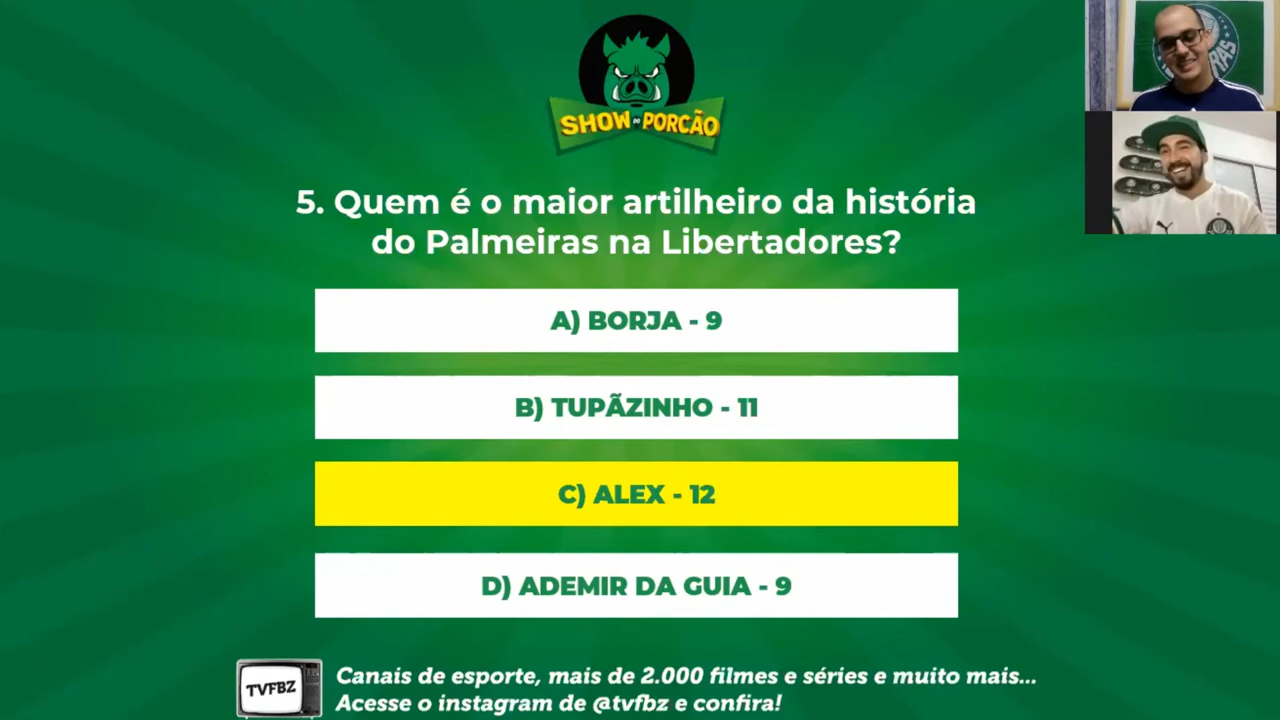 SHOW DO PORCÃO
5. Quem é o maior artilheiro da história
do Palmeiras na Libertadores?
A) BORJA - 9
B) TUPÃZINHO - 11
C) ALEX - 12
D) ADEMIR DA GUIA - 9
TVFBZ
Canais de esporte, mais de 2.000 filmes e séries e muito mais...
Acesse o instagram de @tvfbz e confira!